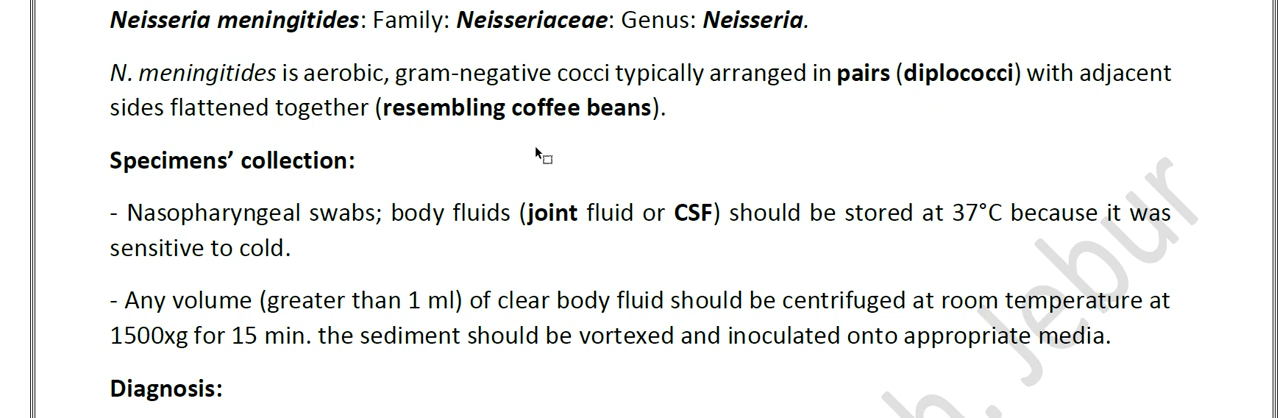 Neisseria meningitides: Family: Neisseriaceae: Genus: Neisseria.
N. meningitides is aerobic, gram-negative cocci typically arranged in pairs (diplococci) with adjacent
sides flattened together (resembling coffee beans).
Specimens’ collection:
- Nasopharyngeal swabs; body fluids (joint fluid or CSF) should be stored at 37°C because it was
sensitive to cold.
- Any volume (greater than 1 ml) of clear body fluid should be centrifuged at room temperature at
1500xg for 15 min. the sediment should be vortexed and inoculated onto appropriate media.
Diagnosis:
h. Jebur